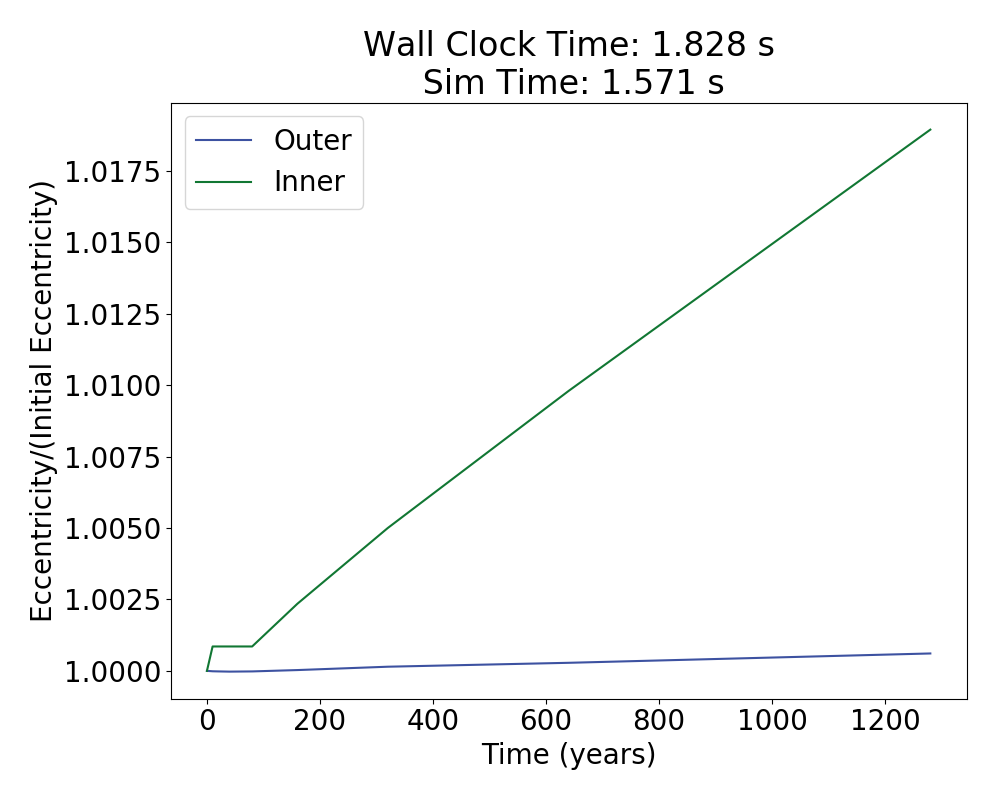 Wall Clock Time: 1.828 s
Sim Time: 1.571 s
Outer
Inner
1.0175
1.0150
1.0125
1.0100
1.0075
1.0050
1.0025
1.0000
Eccentricity/(Initial Eccentricity)
0 200 400 600 800 1000 1200
Time (years)